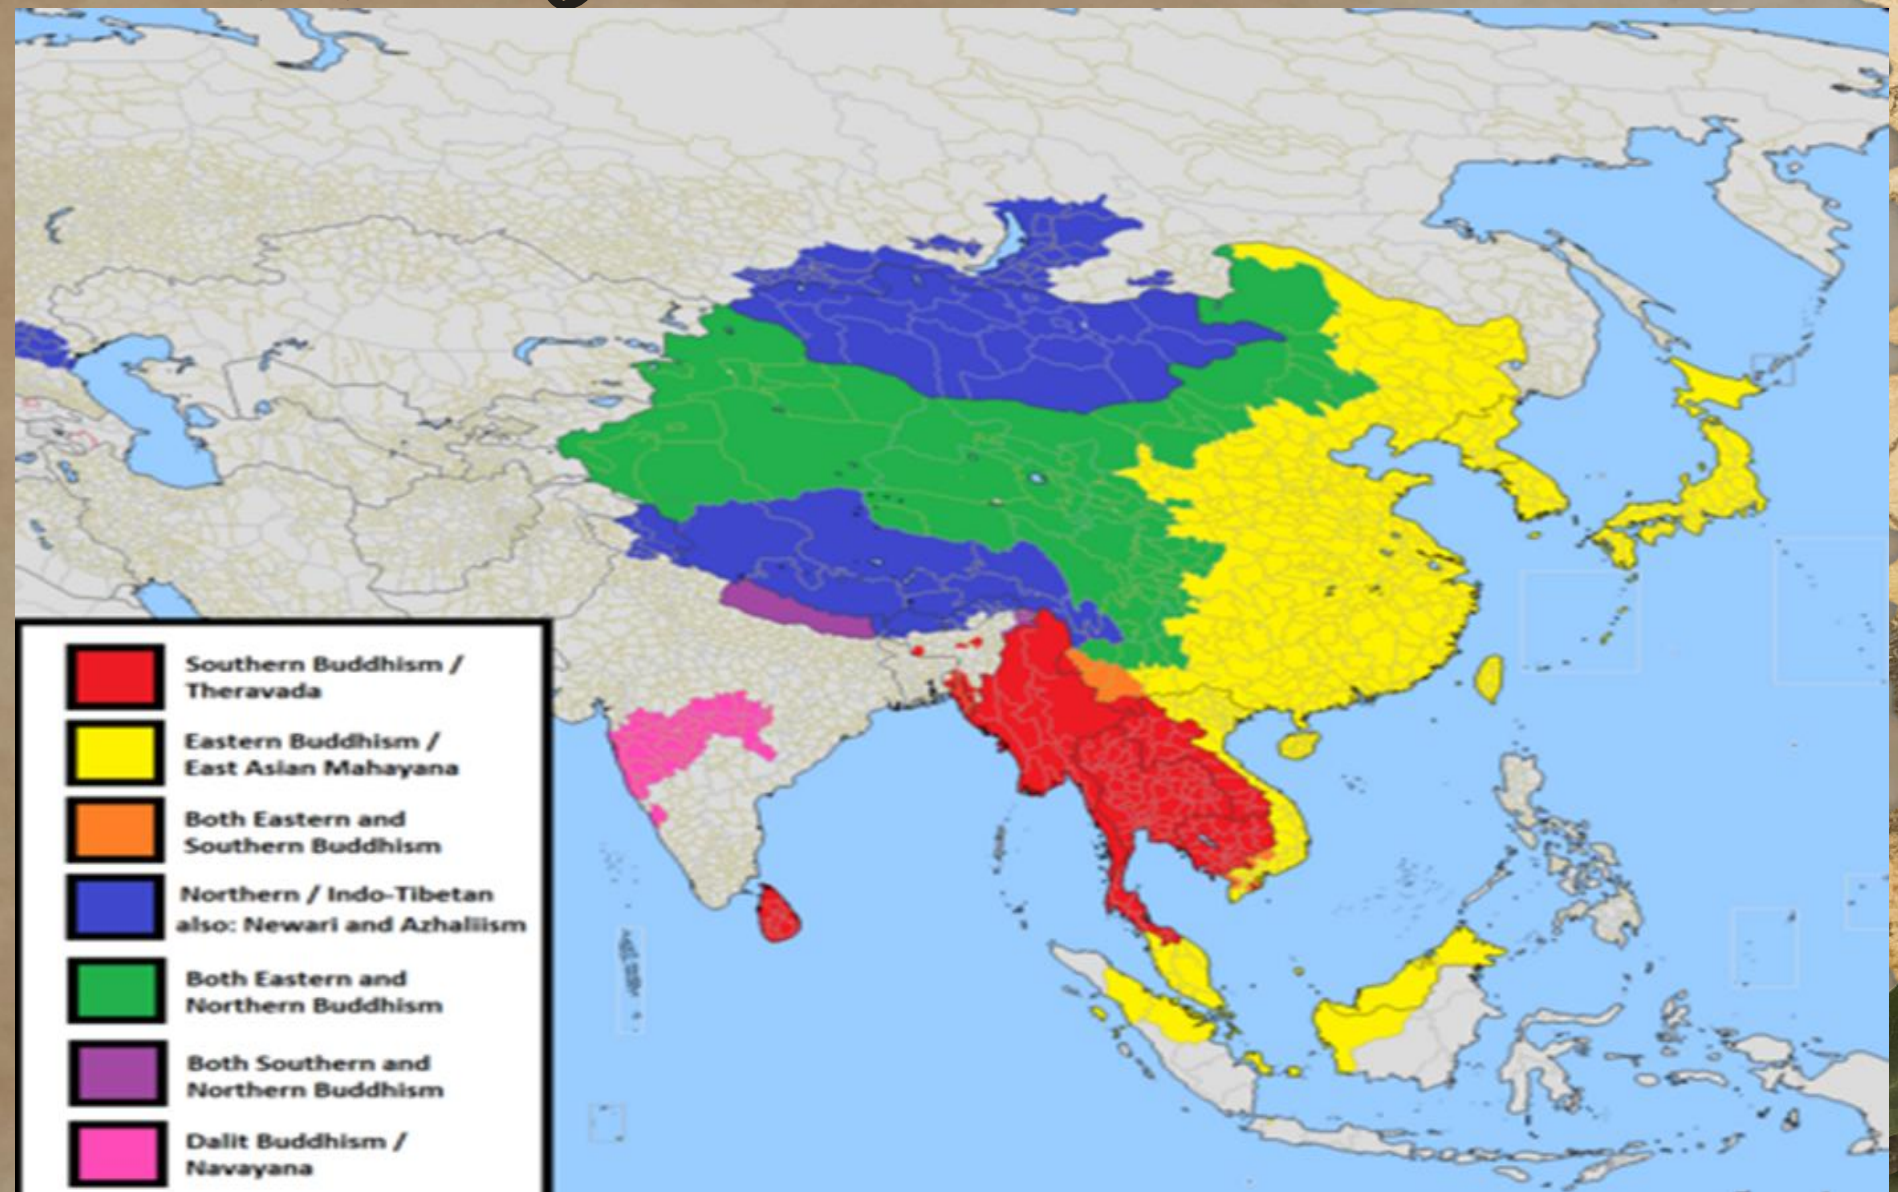 Southern Buddhism /
Theravada
Eastern Buddhism /
East Asian Mahayana
Both Eastern and
Southern Buddhism
Northern / Indo-Tibetan
also: Newari and Azhaliism
Both Eastern and
Northern Buddhism
Both Southern and
Northern Buddhism
Dalit Buddhism /
Navayana